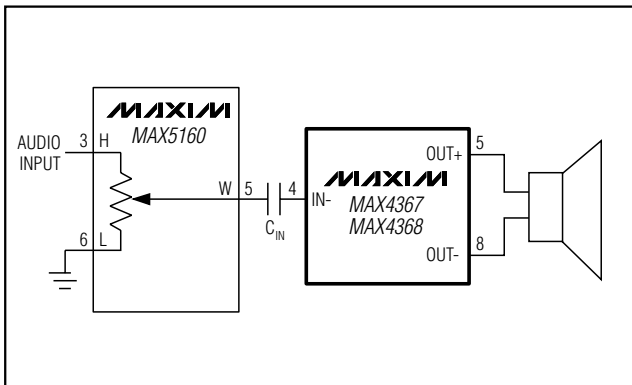 MAXIM
MAX5160
AUDIO
INPUT
3 H
6 L
W 5
C_IN
4 IN-
MAXIM
MAX4367
MAX4368
OUT+ 5
OUT- 8